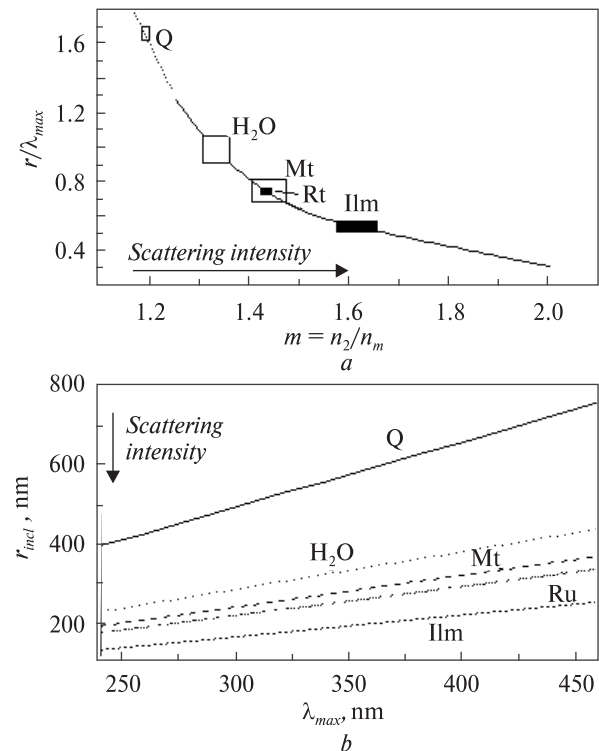 r/λmax
1.6
1.2
0.8
0.4
Q
H₂O
Mt
Rt
Ilm
Scattering intensity
1.2 1.4 1.6 1.8 2.0
m = n₂/nₘ
a
rincl, nm
800
600
400
200
Scattering
intensity
Q
H₂O
Mt
Ru
Ilm
250 300 350 400 450
λmax, nm
b